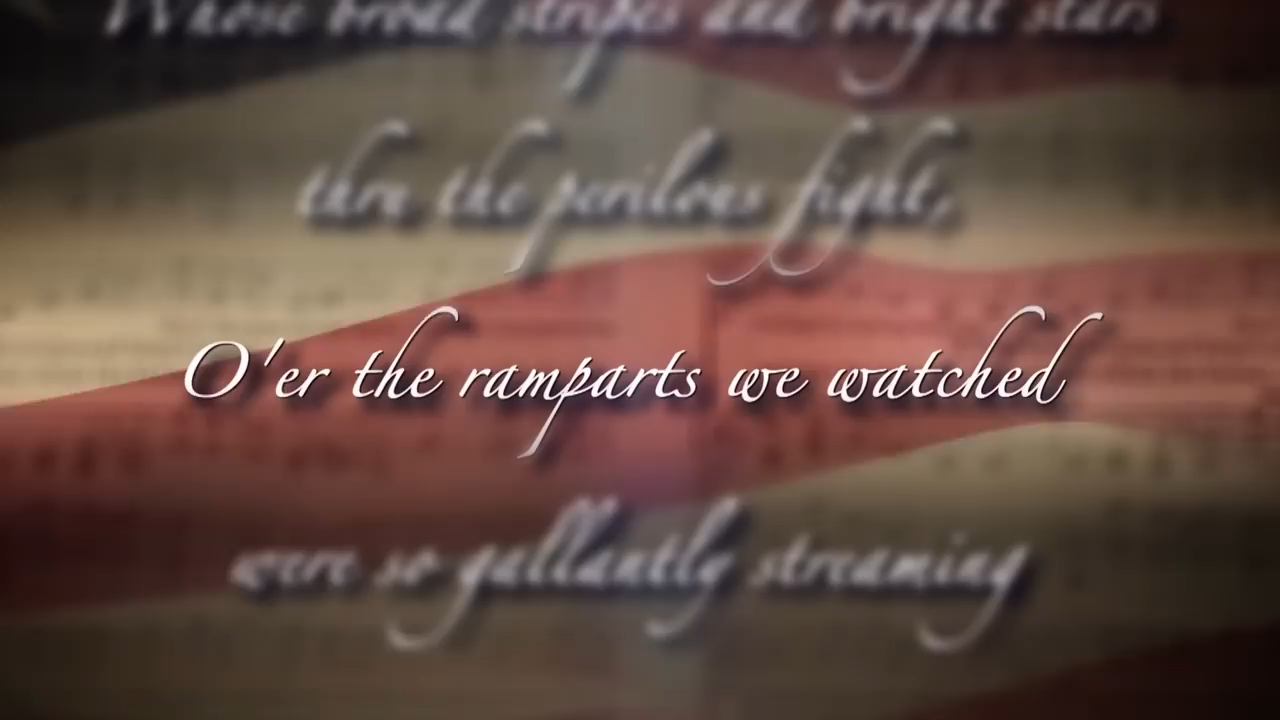 Whose broad stripes and bright stars
thru the perilous fight,
O'er the ramparts we watched
were so gallantly streaming